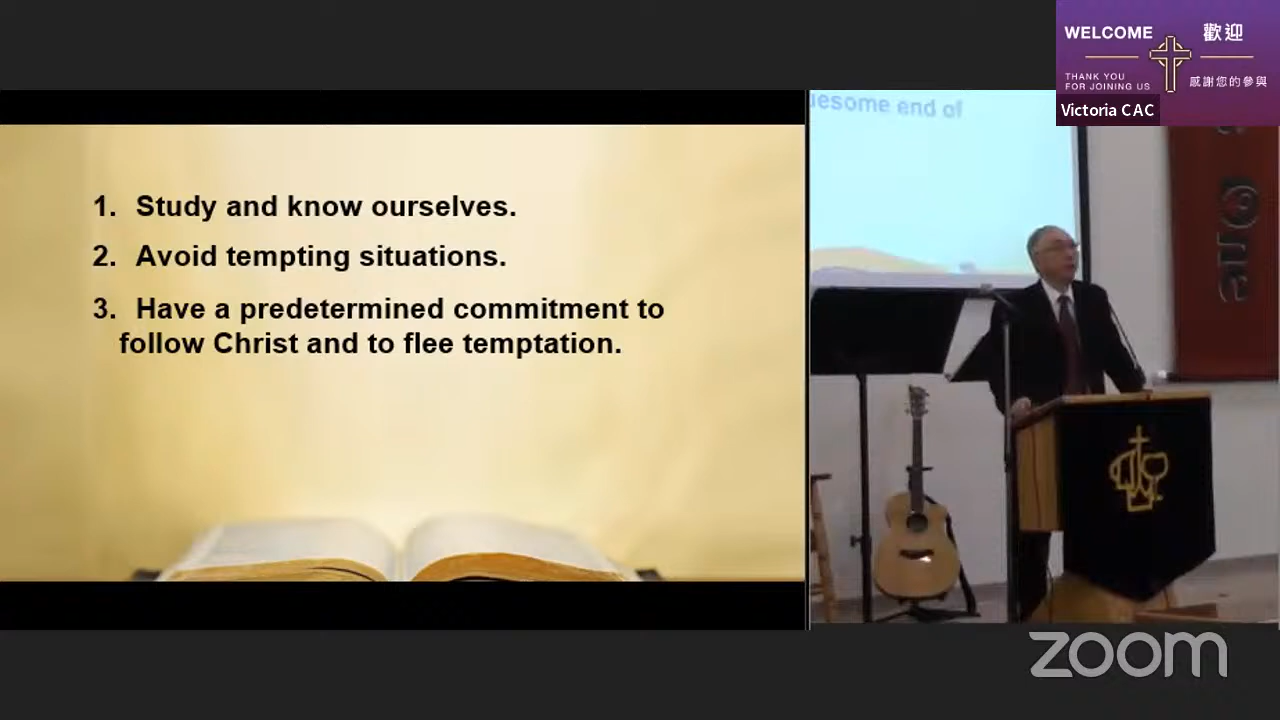 1. Study and know ourselves.
2. Avoid tempting situations.
3. Have a predetermined commitment to
follow Christ and to flee temptation.
end of
One
WELCOME 歡迎
THANK YOU
FOR JOINING US 感謝您的參與
Victoria CAC
zoom